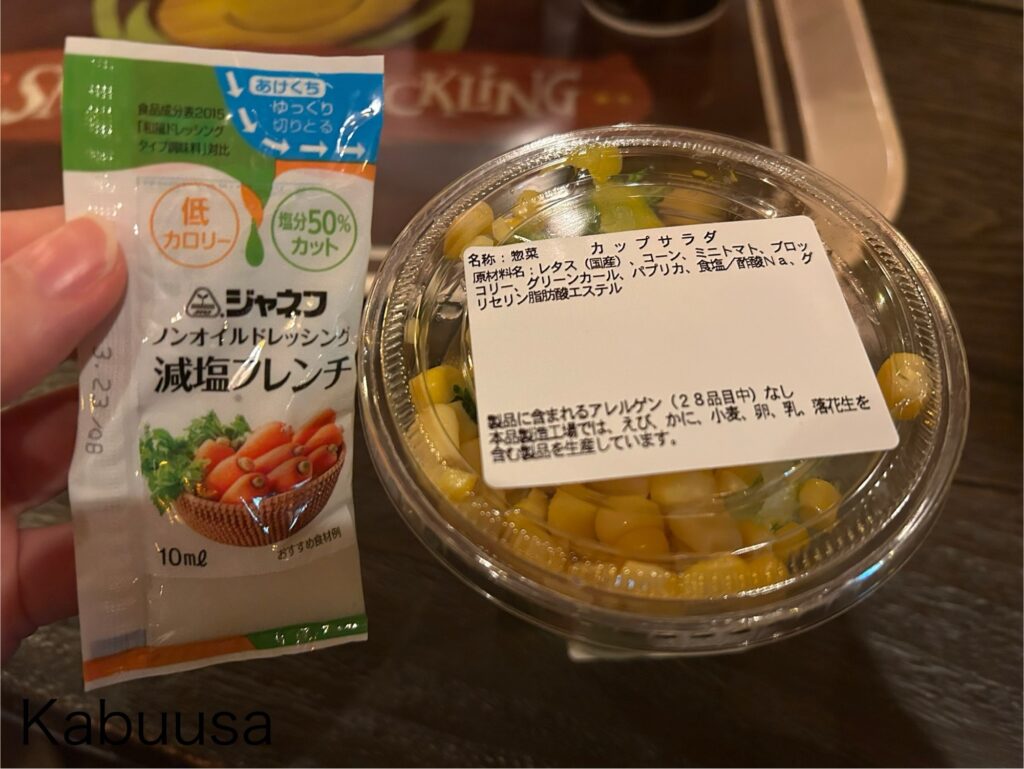 CKLiNG
あけくち
ゆっくり
切りとる
食品成分表2015
「和風ドレッシング
タイプ調味料」対比
低
カロリー
塩分50%
カット
ジャネフ
ノンオイルドレッシング
減塩フレンチ
3.23/08
10ml
おすすめ食材例
カップサラダ
名称:惣菜
原材料名:レタス(国産)、コーン、ミニトマト、ブロッ
コリー、グリーンカール、パプリカ、食塩/酢酸Na、グ
リセリン脂肪酸エステル
製品に含まれるアレルゲン(28品目中)なし
本品製造工場では、えび、かに、小麦、卵、乳、落花生を
含む製品を生産しています。
Kabuusa